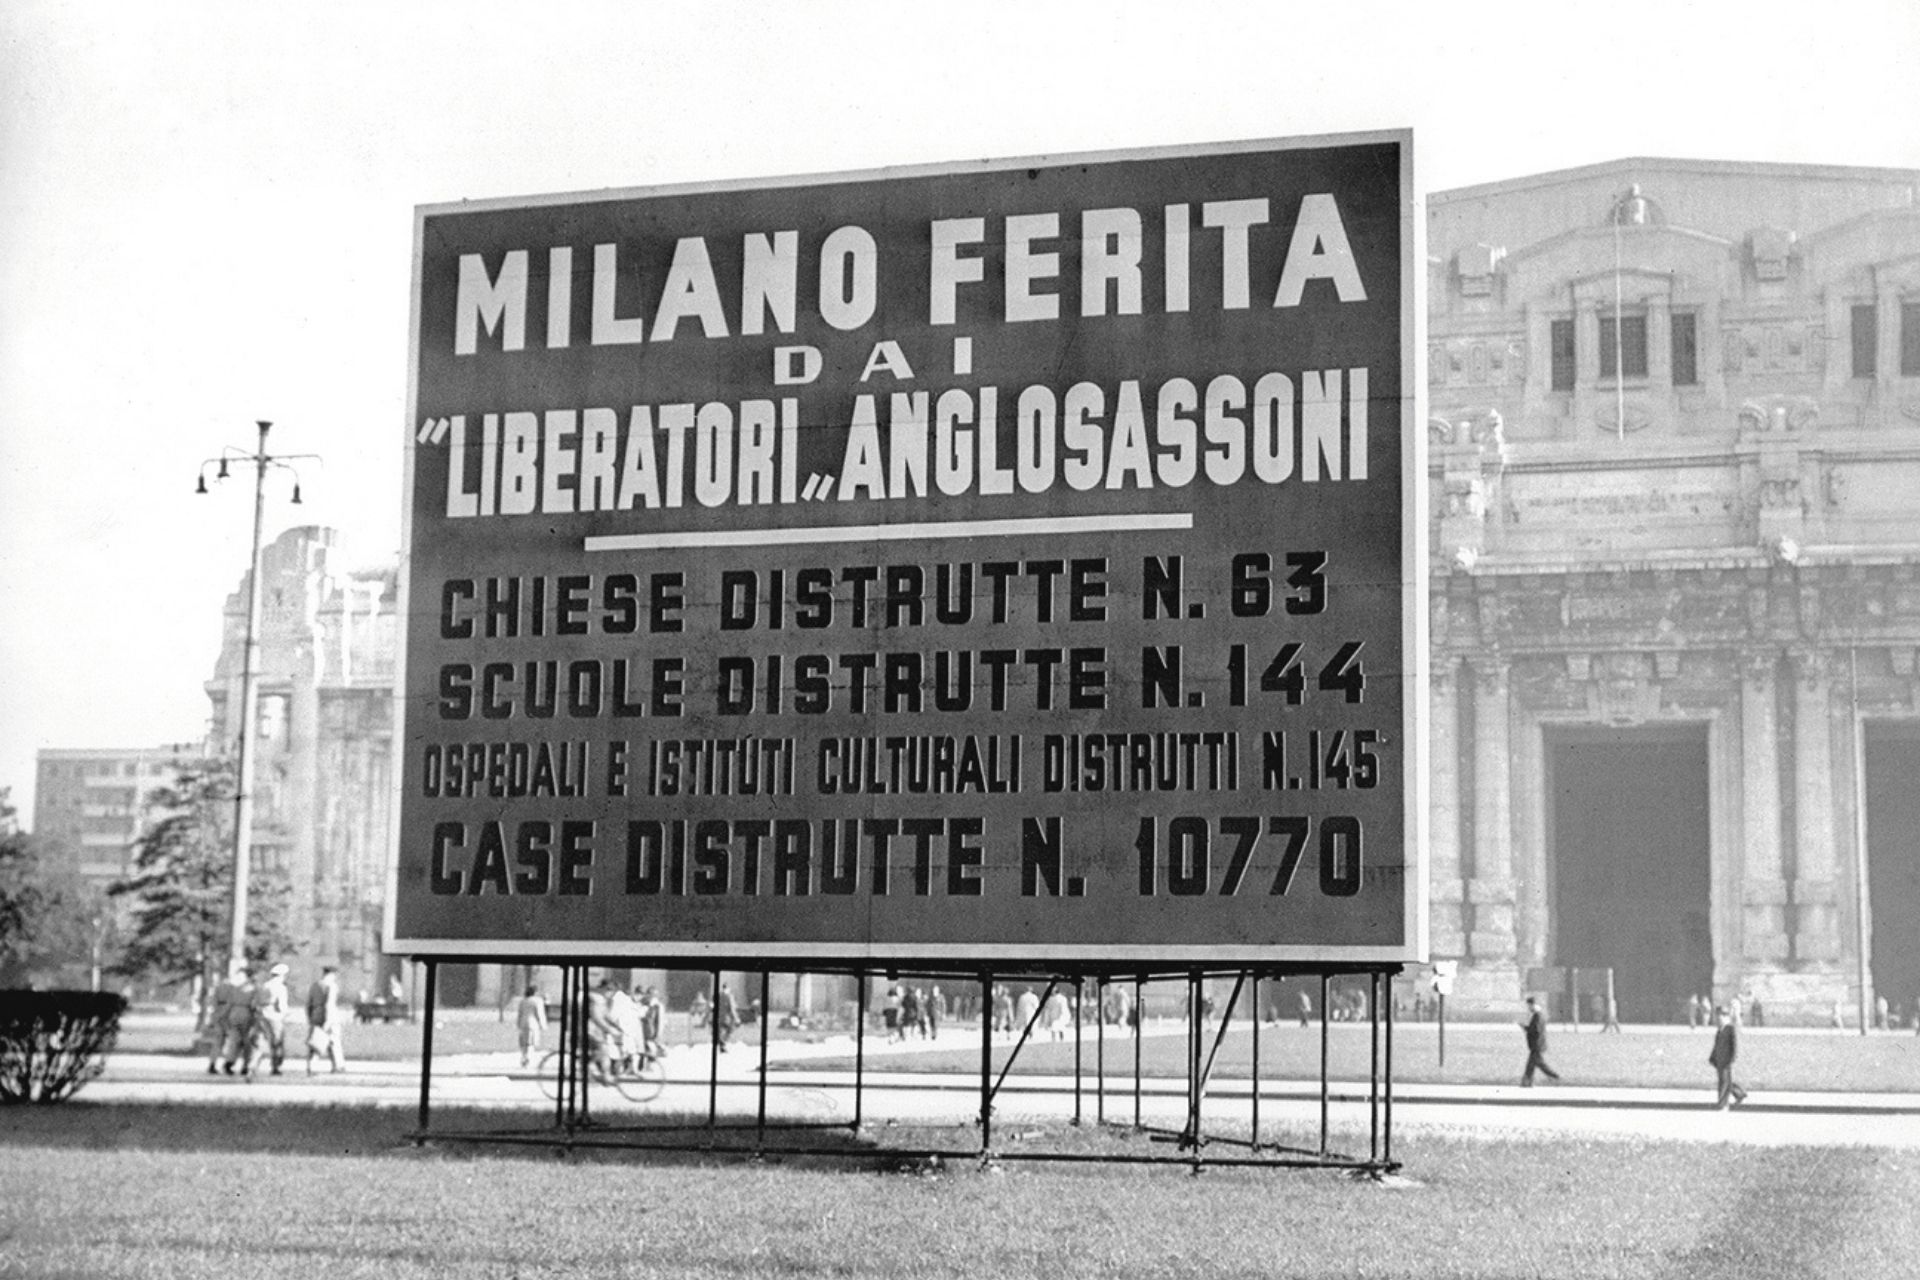 MILANO FERITA
DAI
"LIBERATORI„ ANGLOSASSONI
CHIESE DISTRUTTE N. 63
SCUOLE DISTRUTTE N. 144
OSPEDALI E ISTITUTI CULTURALI DISTRUTTI N. 145
CASE DISTRUTTE N. 10770